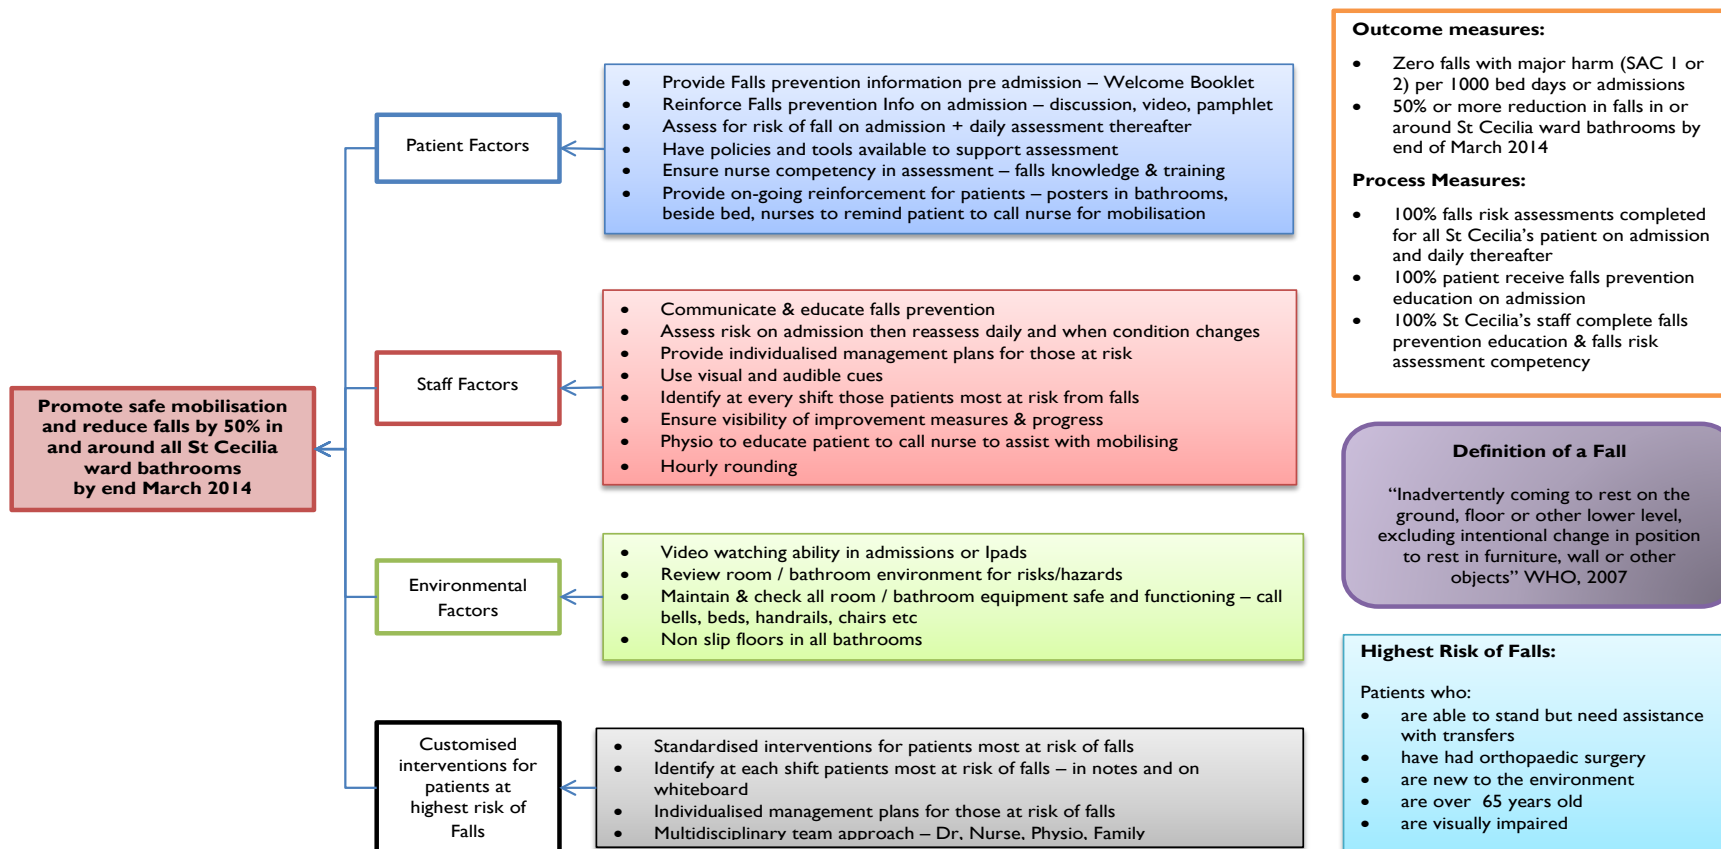 Promote safe mobilisation
and reduce falls by 50% in
and around all St Cecilia
ward bathrooms
by end March 2014
Patient Factors
• Provide Falls prevention information pre admission – Welcome Booklet
• Reinforce Falls prevention Info on admission – discussion, video, pamphlet
• Assess for risk of fall on admission + daily assessment thereafter
• Have policies and tools available to support assessment
• Ensure nurse competency in assessment – falls knowledge & training
• Provide on-going reinforcement for patients – posters in bathrooms,
beside bed, nurses to remind patient to call nurse for mobilisation
Staff Factors
• Communicate & educate falls prevention
• Assess risk on admission then reassess daily and when condition changes
• Provide individualised management plans for those at risk
• Use visual and audible cues
• Identify at every shift those patients most at risk from falls
• Ensure visibility of improvement measures & progress
• Physio to educate patient to call nurse to assist with mobilising
• Hourly rounding
Environmental
Factors
• Video watching ability in admissions or Ipads
• Review room / bathroom environment for risks/hazards
• Maintain & check all room / bathroom equipment safe and functioning – call
bells, beds, handrails, chairs etc
• Non slip floors in all bathrooms
Customised
interventions for
patients at
highest risk of
Falls
• Standardised interventions for patients most at risk of falls
• Identify at each shift patients most at risk of falls – in notes and on
whiteboard
• Individualised management plans for those at risk of falls
• Multidisciplinary team approach – Dr, Nurse, Physio, Family
Outcome measures:
• Zero falls with major harm (SAC 1 or
2) per 1000 bed days or admissions
• 50% or more reduction in falls in or
around St Cecilia ward bathrooms by
end of March 2014
Process Measures:
• 100% falls risk assessments completed
for all St Cecilia's patient on admission
and daily thereafter
• 100% patient receive falls prevention
education on admission
• 100% St Cecilia's staff complete falls
prevention education & falls risk
assessment competency
Definition of a Fall
“Inadvertently coming to rest on the
ground, floor or other lower level,
excluding intentional change in position
to rest in furniture, wall or other
objects” WHO, 2007
Highest Risk of Falls:
Patients who:
• are able to stand but need assistance
with transfers
• have had orthopaedic surgery
• are new to the environment
• are over 65 years old
• are visually impaired